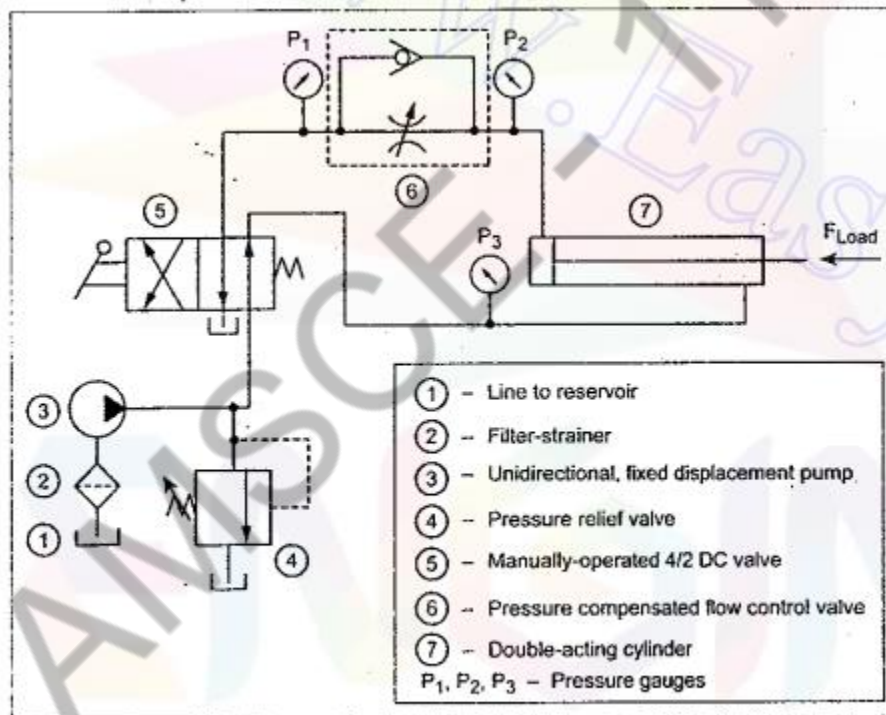 P1
P2
6
5
7
P3
FLoad
3
2
1
4
1 – Line to reservoir
2 – Filter-strainer
3 – Unidirectional, fixed displacement pump
4 – Pressure relief valve
5 – Manually-operated 4/2 DC valve
6 – Pressure compensated flow control valve
7 – Double-acting cylinder
P1, P2, P3 – Pressure gauges